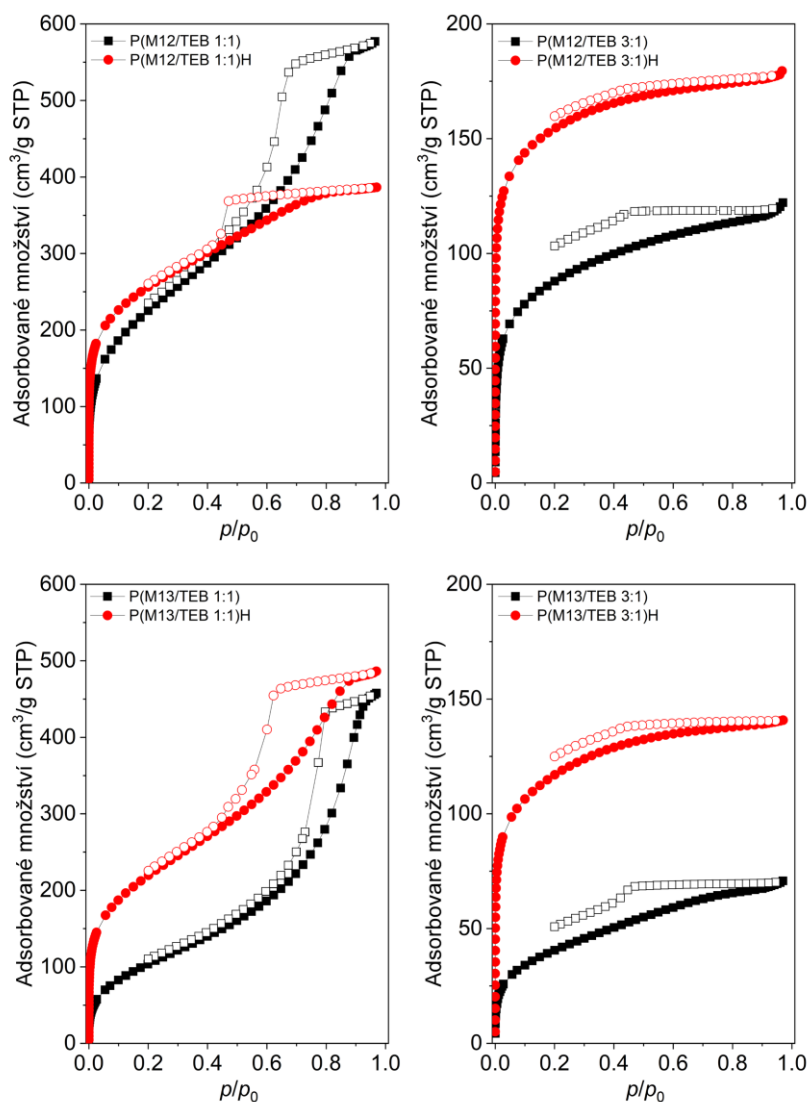 P(M12/TEB 1:1)
P(M12/TEB 1:1)H
Adsorbované množství (cm³/g STP)
600
500
400
300
200
100
0
0.0 0.2 0.4 0.6 0.8 1.0
p/p₀
P(M12/TEB 3:1)
P(M12/TEB 3:1)H
Adsorbované množství (cm³/g STP)
200
150
100
50
0
0.0 0.2 0.4 0.6 0.8 1.0
p/p₀
P(M13/TEB 1:1)
P(M13/TEB 1:1)H
Adsorbované množství (cm³/g STP)
600
500
400
300
200
100
0
0.0 0.2 0.4 0.6 0.8 1.0
p/p₀
P(M13/TEB 3:1)
P(M13/TEB 3:1)H
Adsorbované množství (cm³/g STP)
200
150
100
50
0
0.0 0.2 0.4 0.6 0.8 1.0
p/p₀